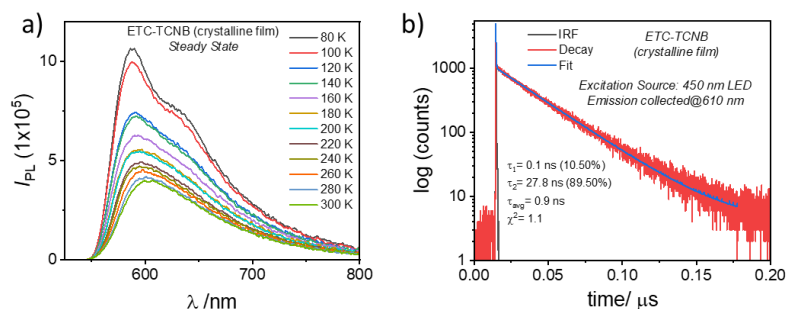 a)
ETC-TCNB (crystalline film)
Steady State
80 K
100 K
120 K
140 K
160 K
180 K
200 K
220 K
240 K
260 K
280 K
300 K
I_PL (1x10⁵)
10
5
0
600 700 800
λ /nm
b)
IRF
Decay
Fit
ETC-TCNB
(crystalline film)
Excitation Source: 450 nm LED
Emission collected@610 nm
τ₁= 0.1 ns (10.50%)
τ₂= 27.8 ns (89.50%)
τavg= 0.9 ns
χ²= 1.1
log (counts)
1000
100
10
1
0.00 0.05 0.10 0.15 0.20
time/ μs